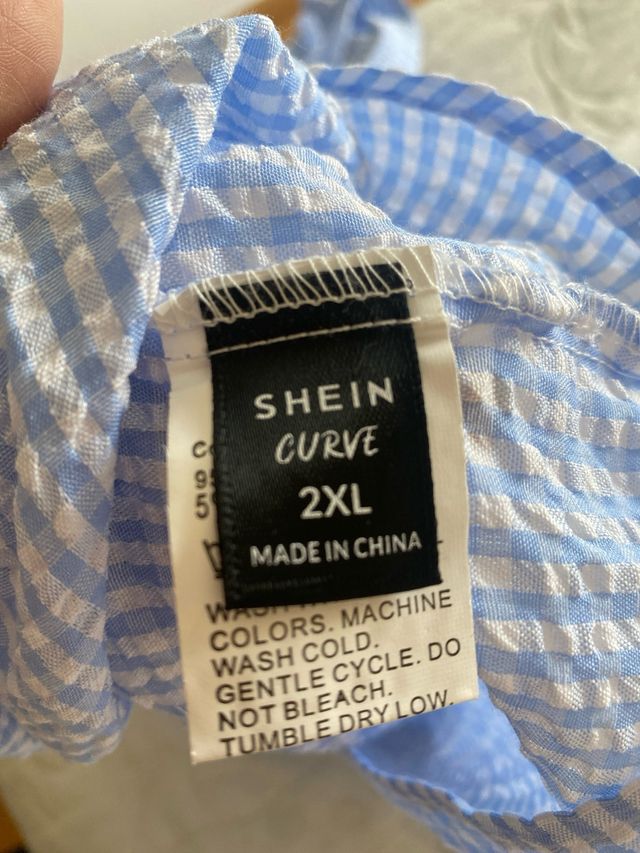 SHEIN
CURVE
2XL
MADE IN CHINA
COLORS. MACHINE
WASH COLD.
GENTLE CYCLE. DO
NOT BLEACH.
TUMBLE DRY LOW.